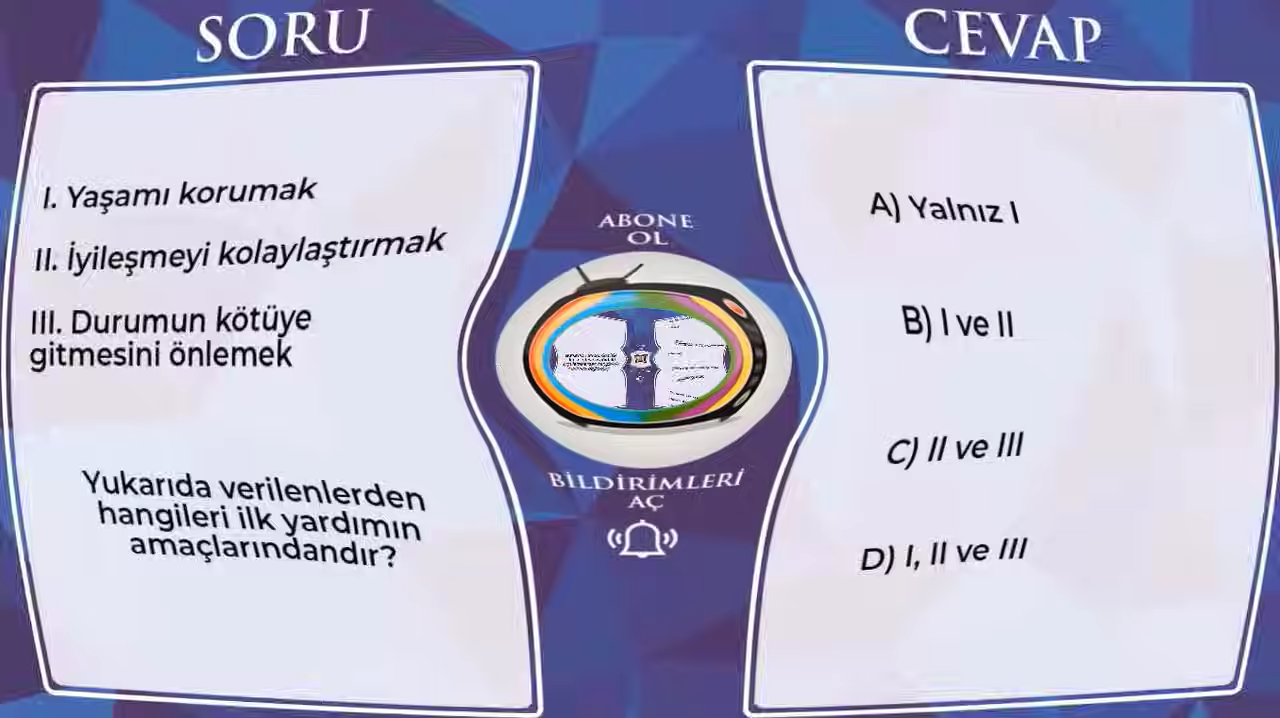 SORU
I. Yaşamı korumak
II. İyileşmeyi kolaylaştırmak
III. Durumun kötüye
gitmesini önlemek
Yukarıda verilenlerden
hangileri ilk yardımın
amaçlarındandır?
ABONE
OL
BİLDİRİMLERİ
AÇ
CEVAP
A) Yalnız I
B) I ve II
C) II ve III
D) I, II ve III